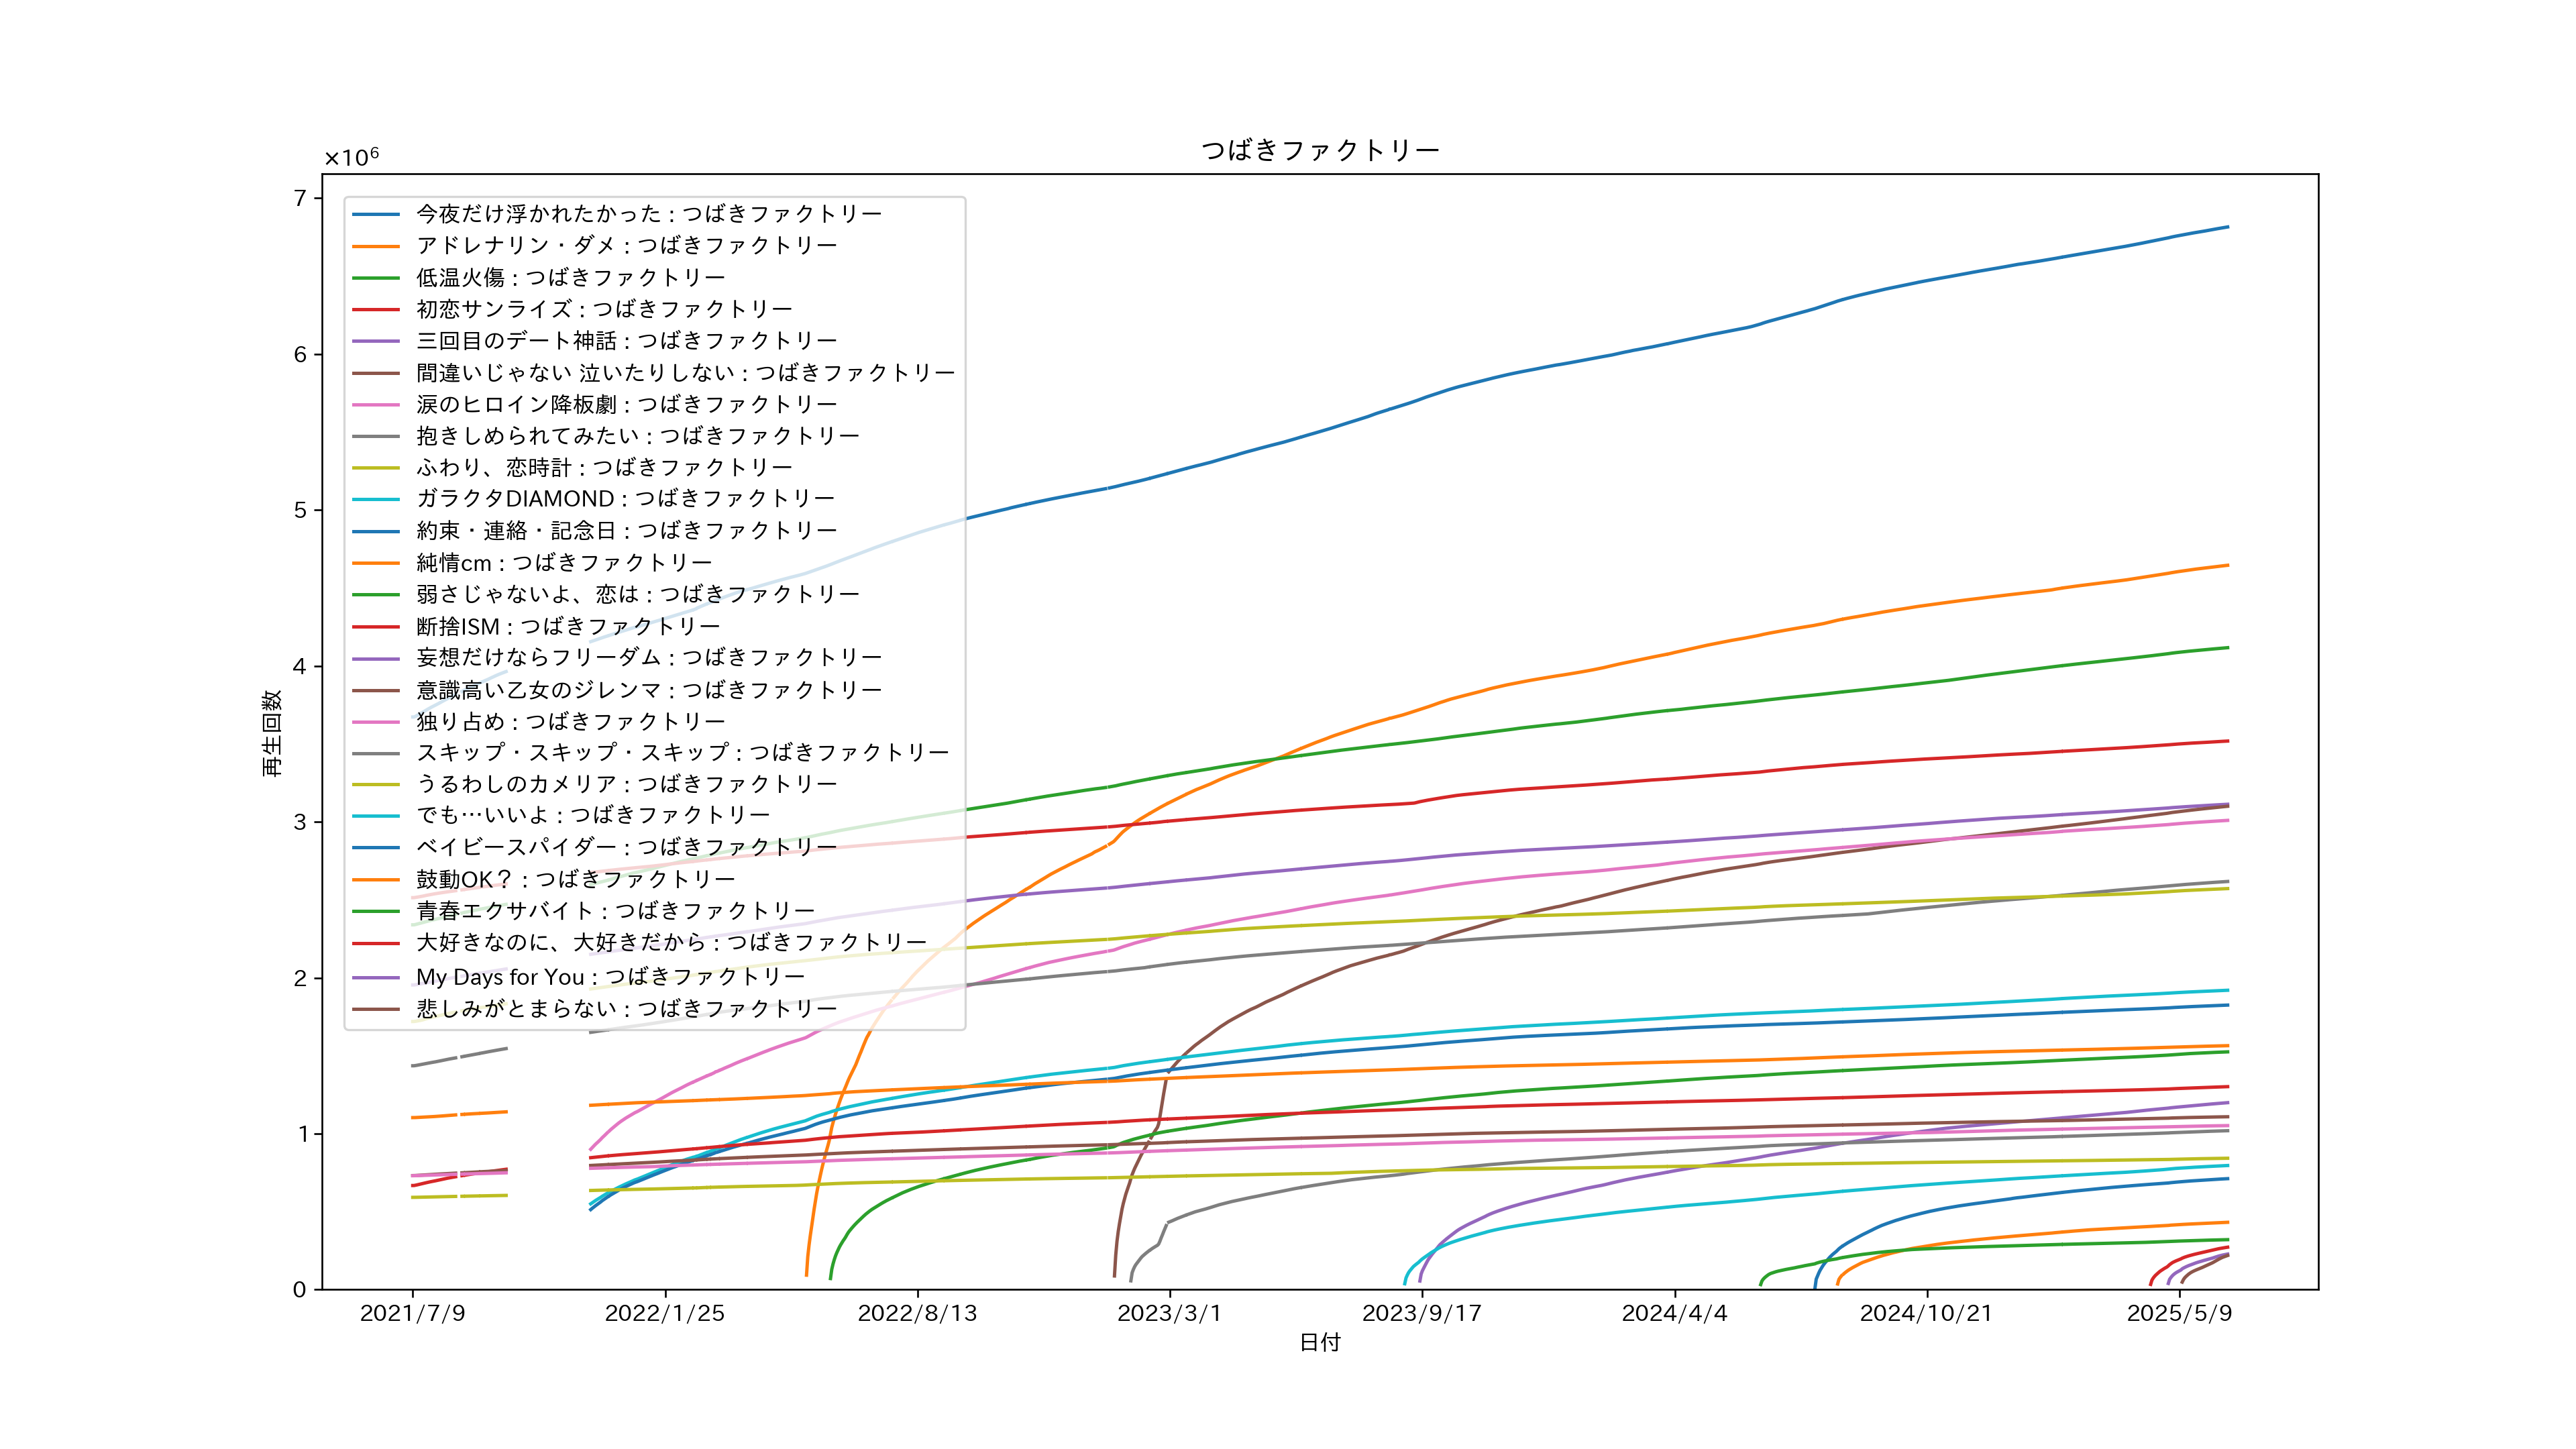 つばきファクトリー
×10⁶
7
6
5
4
3
2
1
0
再生回数
今夜だけ浮かれたかった : つばきファクトリー
アドレナリン・ダメ : つばきファクトリー
低温火傷 : つばきファクトリー
初恋サンライズ : つばきファクトリー
三回目のデート神話 : つばきファクトリー
間違いじゃない 泣いたりしない : つばきファクトリー
涙のヒロイン降板劇 : つばきファクトリー
抱きしめられてみたい : つばきファクトリー
ふわり、恋時計 : つばきファクトリー
ガラクタDIAMOND : つばきファクトリー
約束・連絡・記念日 : つばきファクトリー
純情cm : つばきファクトリー
弱さじゃないよ、恋は : つばきファクトリー
断捨ISM : つばきファクトリー
妄想だけならフリーダム : つばきファクトリー
意識高い乙女のジレンマ : つばきファクトリー
独り占め : つばきファクトリー
スキップ・スキップ・スキップ : つばきファクトリー
うるわしのカメリア : つばきファクトリー
でも…いいよ : つばきファクトリー
ベイビースパイダー : つばきファクトリー
鼓動OK？ : つばきファクトリー
青春エクサバイト : つばきファクトリー
大好きなのに、大好きだから : つばきファクトリー
My Days for You : つばきファクトリー
悲しみがとまらない : つばきファクトリー
2021/7/9 2022/1/25 2022/8/13 2023/3/1 2023/9/17 2024/4/4 2024/10/21 2025/5/9
日付